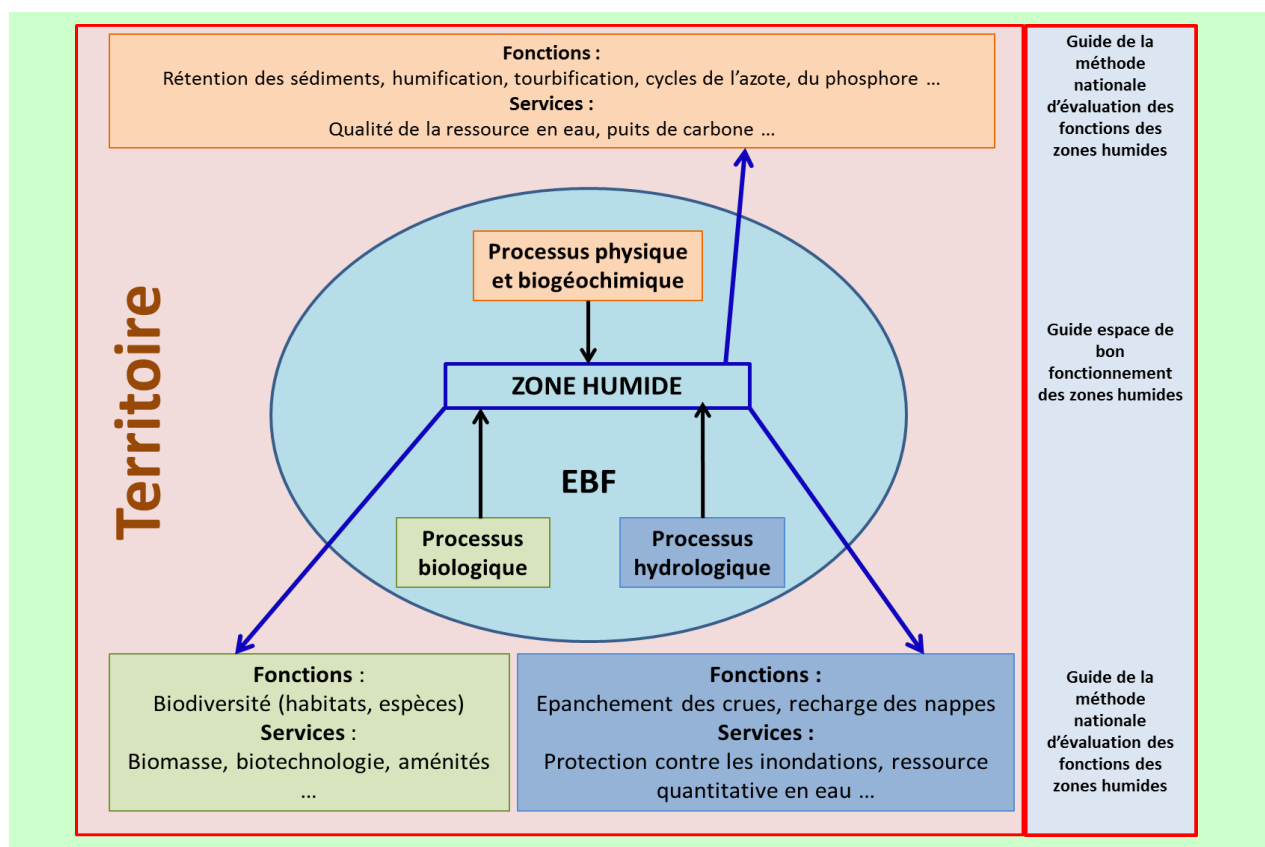 Fonctions :
Rétention des sédiments, humification, tourbification, cycles de l'azote, du phosphore ...
Services :
Qualité de la ressource en eau, puits de carbone ...
Guide de la
méthode
nationale
d'évaluation des
fonctions des
zones humides
Territoire
Processus physique
et biogéochimique
ZONE HUMIDE
EBF
Processus
biologique
Processus
hydrologique
Guide espace de
bon
fonctionnement
des zones humides
Fonctions :
Biodiversité (habitats, espèces)
Services :
Biomasse, biotechnologie, aménités
...
Fonctions :
Epanchement des crues, recharge des nappes
Services :
Protection contre les inondations, ressource
quantitative en eau ...
Guide de la
méthode
nationale
d'évaluation des
fonctions des
zones humides